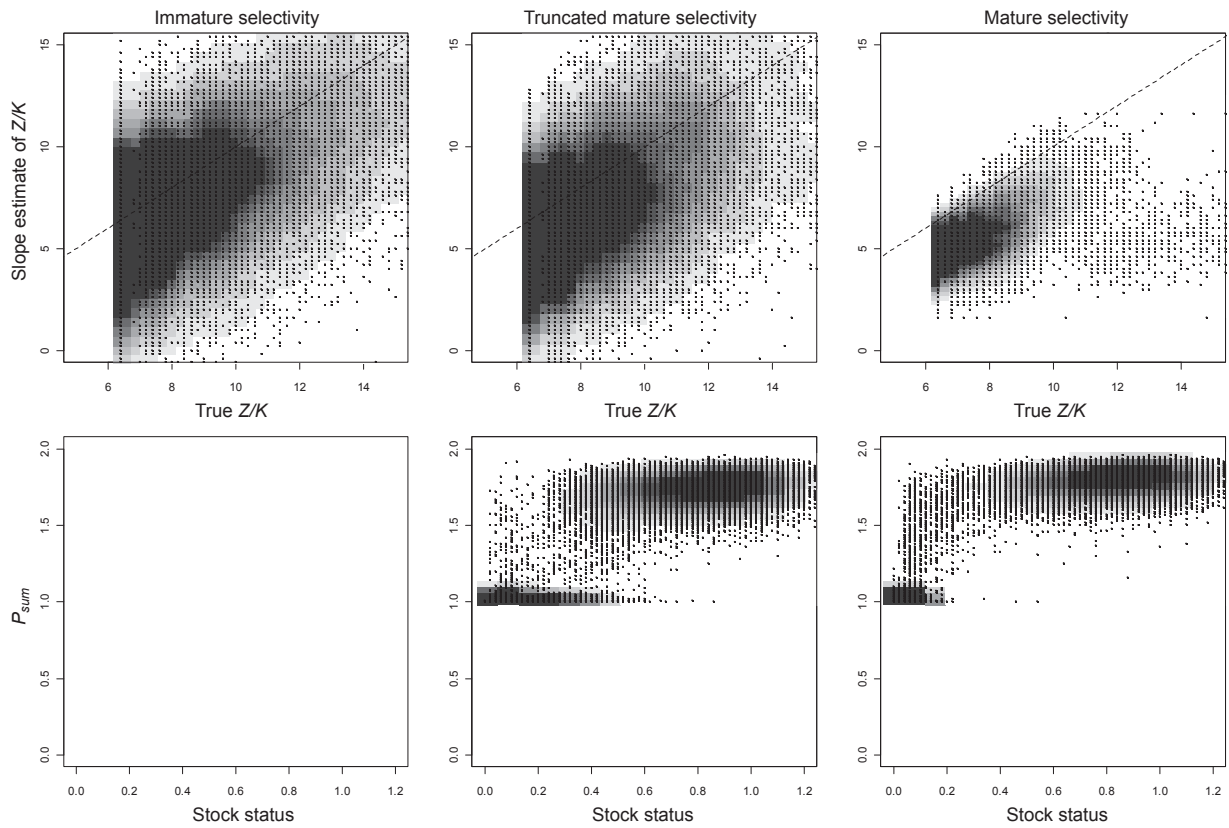 Immature selectivity
Truncated mature selectivity
Mature selectivity
Slope estimate of Z/K
15
10
5
0
6 8 10 12 14
True Z/K
15
10
5
0
6 8 10 12 14
True Z/K
15
10
5
0
6 8 10 12 14
True Z/K
P_sum
2.0
1.5
1.0
0.5
0.0
0.0 0.2 0.4 0.6 0.8 1.0 1.2
Stock status
2.0
1.5
1.0
0.5
0.0
0.0 0.2 0.4 0.6 0.8 1.0 1.2
Stock status
2.0
1.5
1.0
0.5
0.0
0.0 0.2 0.4 0.6 0.8 1.0 1.2
Stock status